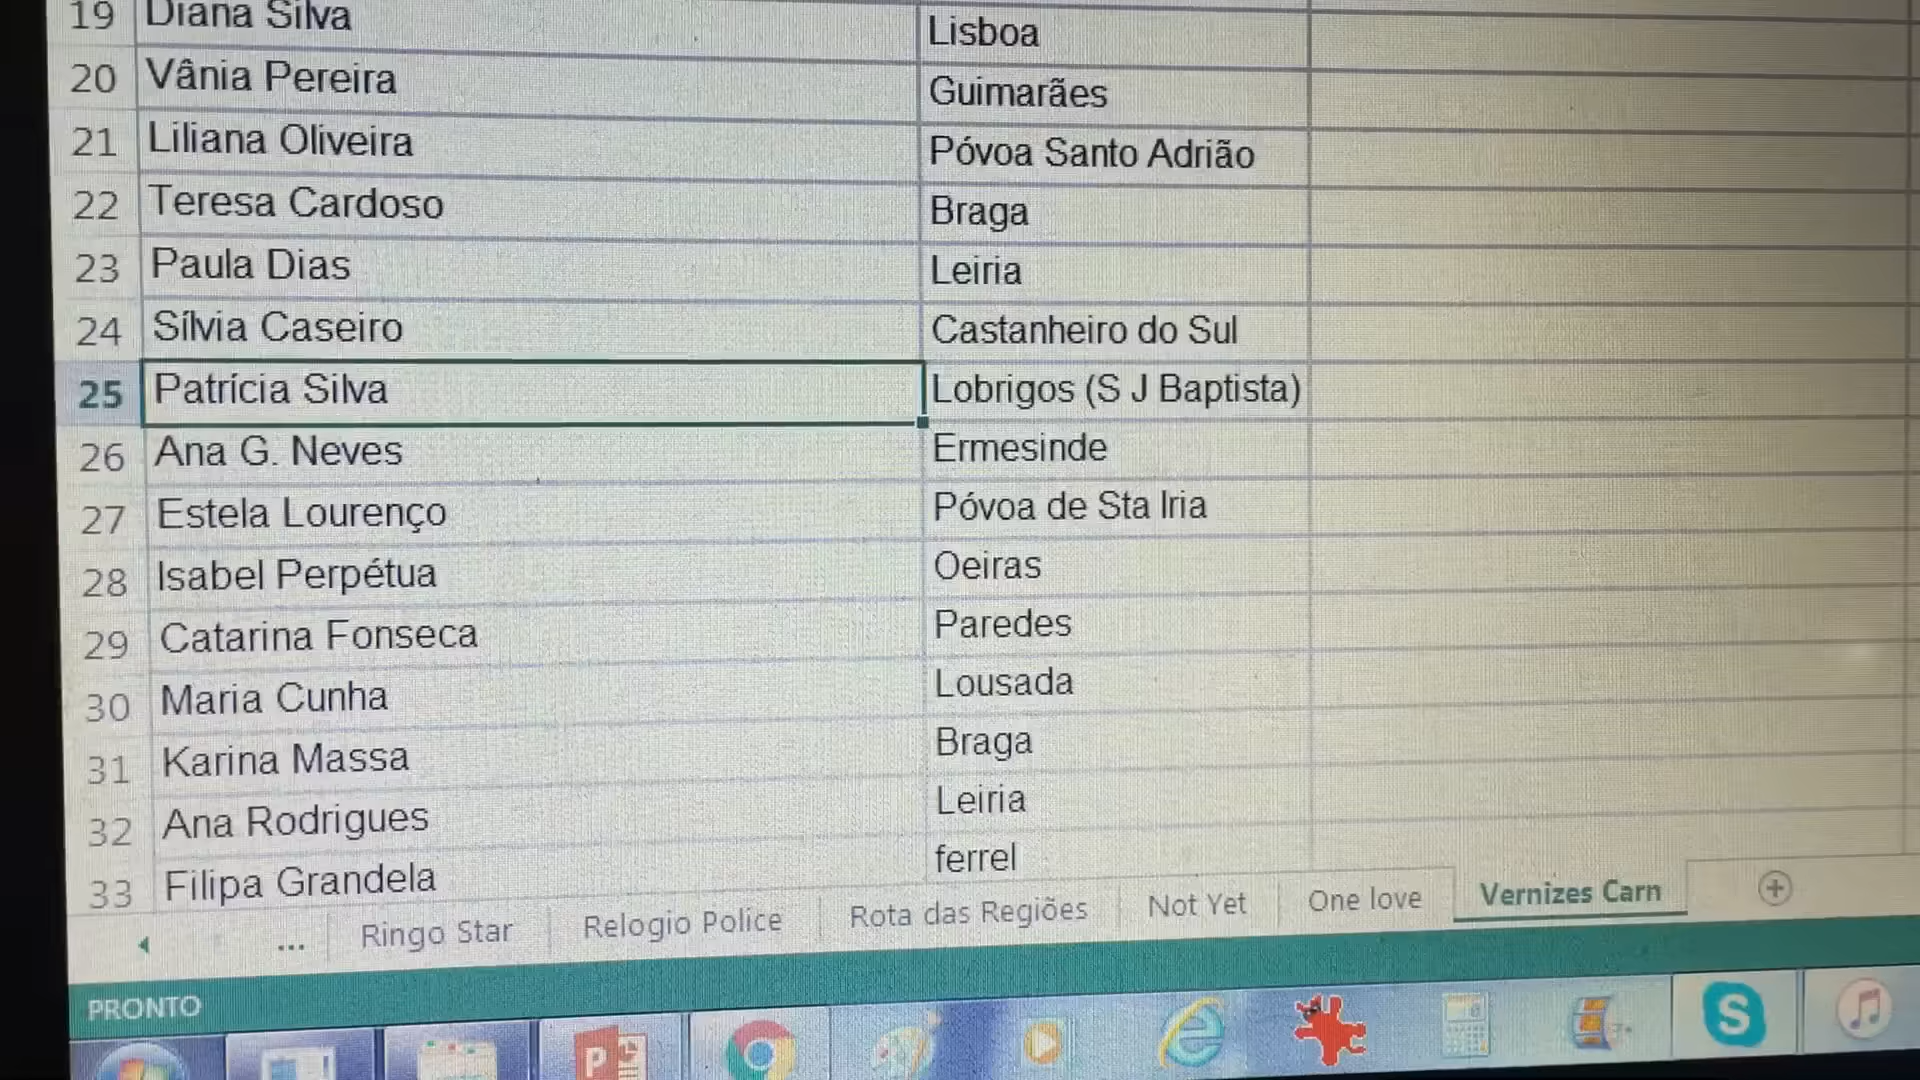 19 Diana Silva Lisboa
20 Vânia Pereira Guimarães
21 Liliana Oliveira Póvoa Santo Adrião
22 Teresa Cardoso Braga
23 Paula Dias Leiria
24 Sílvia Caseiro Castanheiro do Sul
25 Patrícia Silva Lobrigos (S J Baptista)
26 Ana G. Neves Ermesinde
27 Estela Lourenço Póvoa de Sta Iria
28 Isabel Perpétua Oeiras
29 Catarina Fonseca Paredes
30 Maria Cunha Lousada
31 Karina Massa Braga
32 Ana Rodrigues Leiria
33 Filipa Grandela ferrel
... Ringo Star Relogio Police Rota das Regiões Not Yet One love Vernizes Carn
PRONTO